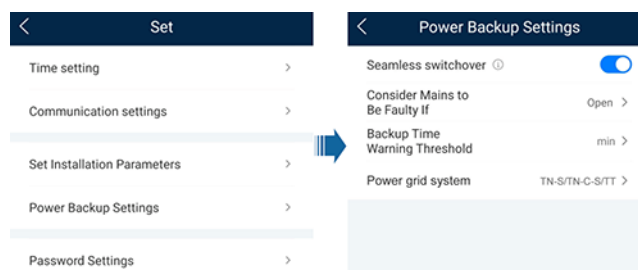 Set
Time setting
Communication settings
Set Installation Parameters
Power Backup Settings
Password Settings
Power Backup Settings
Seamless switchover
Consider Mains to
Be Faulty If
Open
Backup Time
Warning Threshold
min
Power grid system
TN-S/TN-C-S/TT